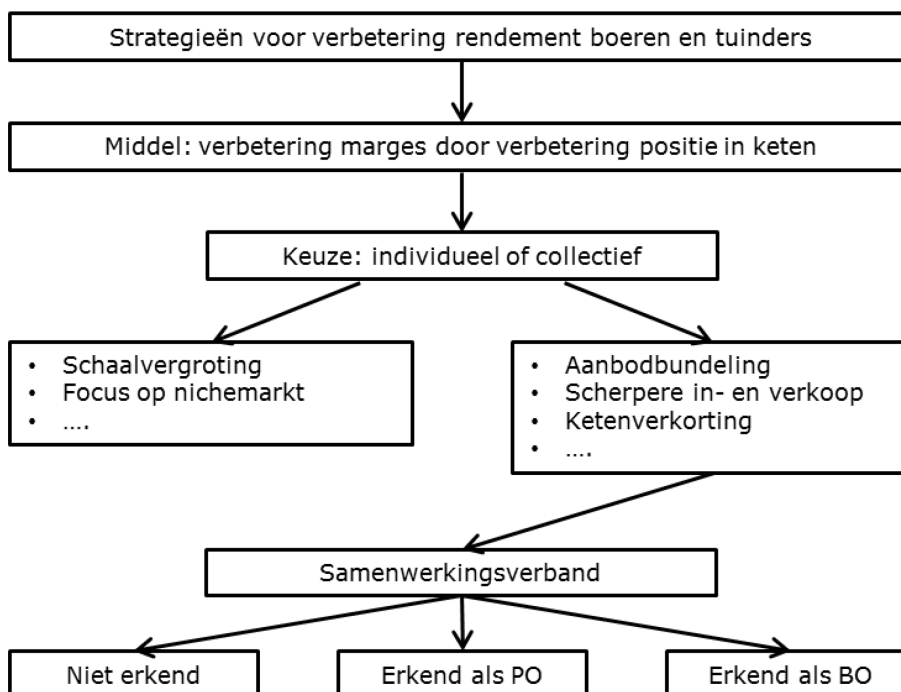 Strategieën voor verbetering rendement boeren en tuinders
Middel: verbetering marges door verbetering positie in keten
Keuze: individueel of collectief
• Schaalvergroting
• Focus op nichemarkt
• ….
• Aanbodbundeling
• Scherpere in- en verkoop
• Ketenverkorting
• ….
Samenwerkingsverband
Niet erkend
Erkend als PO
Erkend als BO